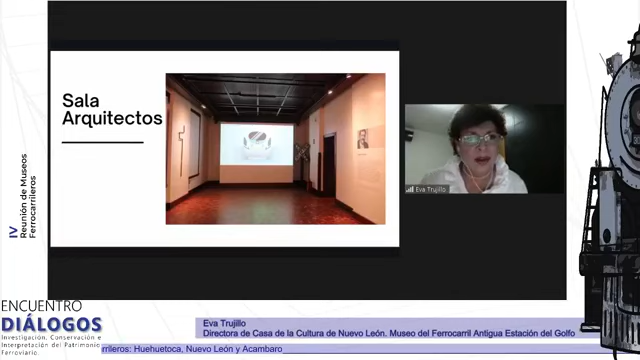 Sala
Arquitectos
Eva Trujillo
IV
Reunión de Museos
Ferrocarrileros
ENCUENTRO
DIÁLOGOS
Investigación, Conservación e
Interpretación del Patrimonio
Ferroviario.
Eva Trujillo
Directora de Casa de la Cultura de Nuevo León. Museo del Ferrocarril Antigua Estación del Golfo
rrileros: Huehuetoca, Nuevo León y Acambaro